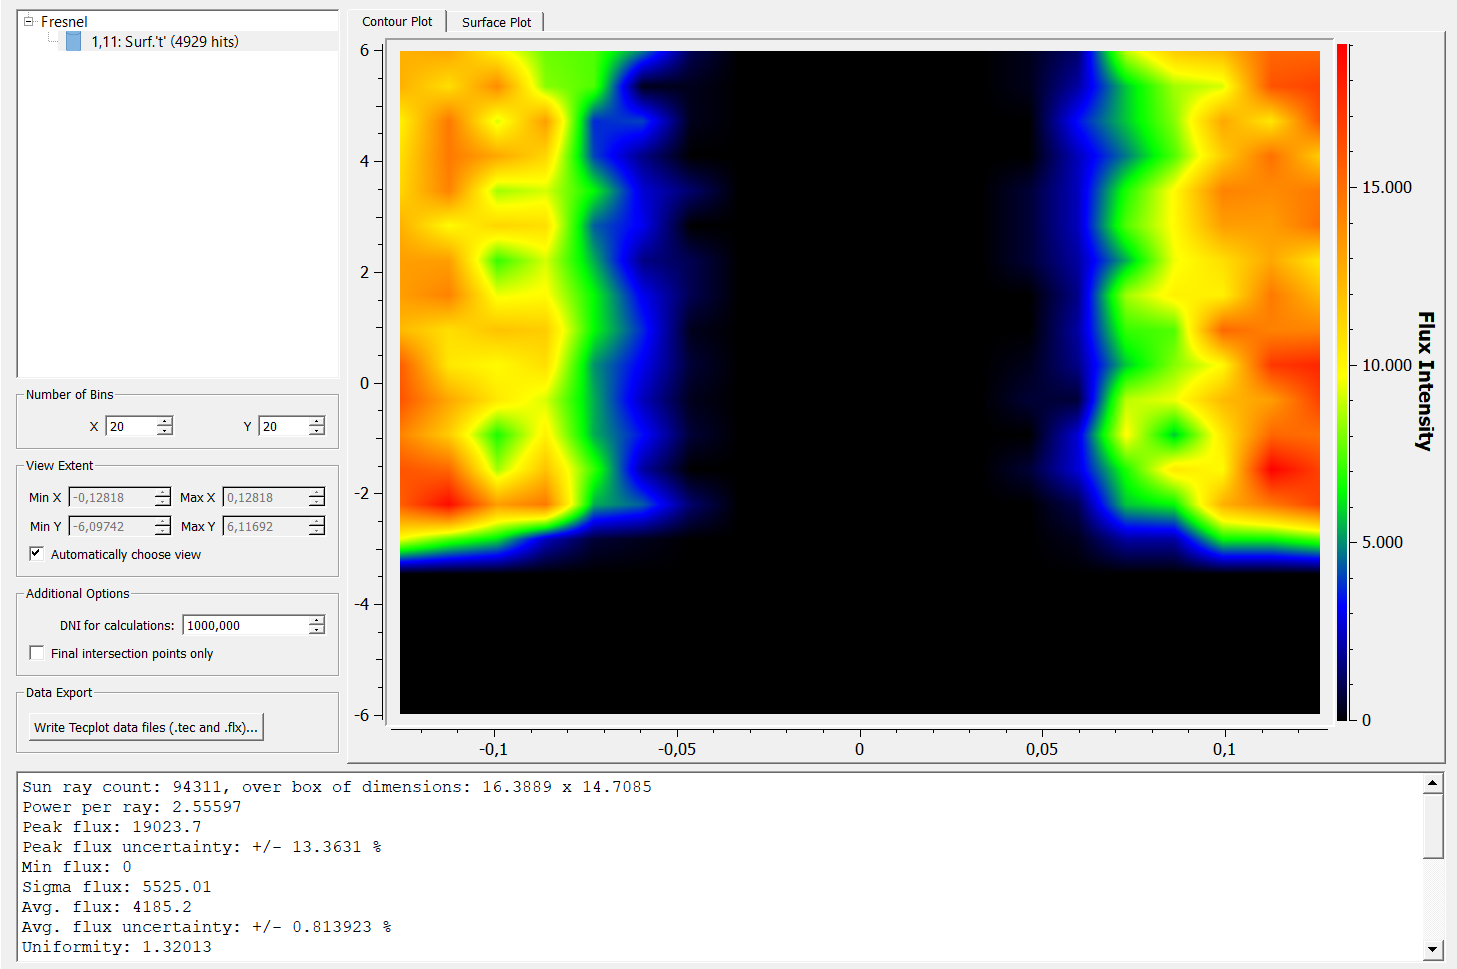 Fresnel
1,11: Surf.'t' (4929 hits)
Number of Bins
X 20 Y 20
View Extent
Min X -0,12818 Max X 0,12818
Min Y -6,09742 Max Y 6,11692
Automatically choose view
Additional Options
DNI for calculations: 1000,000
Final intersection points only
Data Export
Write Tecplot data files (.tec and .flx)...
Contour Plot Surface Plot
6
4
2
0
-2
-4
-6
-0,1 -0,05 0 0,05 0,1
15.000
10.000
5.000
0
Flux Intensity
Sun ray count: 94311, over box of dimensions: 16.3889 x 14.7085
Power per ray: 2.55597
Peak flux: 19023.7
Peak flux uncertainty: +/- 13.3631 %
Min flux: 0
Sigma flux: 5525.01
Avg. flux: 4185.2
Avg. flux uncertainty: +/- 0.813923 %
Uniformity: 1.32013